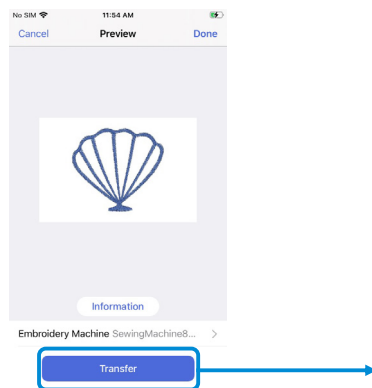 No SIM 11:54 AM
Cancel Preview Done
Information
Embroidery Machine SewingMachine8...
Transfer